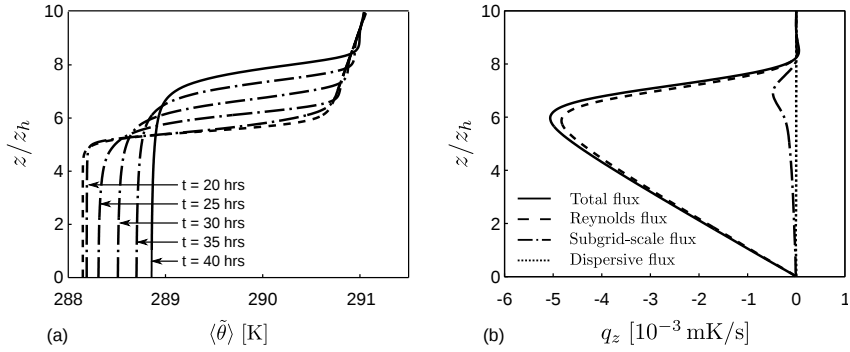 10
8
6
4
2
0
z/z_h
t = 20 hrs
t = 25 hrs
t = 30 hrs
t = 35 hrs
t = 40 hrs
288 289 290 291
(a) ⟨θ̃⟩ [K]
10
8
6
4
2
0
z/z_h
Total flux
Reynolds flux
Subgrid-scale flux
Dispersive flux
-6 -5 -4 -3 -2 -1 0 1
(b) q_z [10⁻³ mK/s]